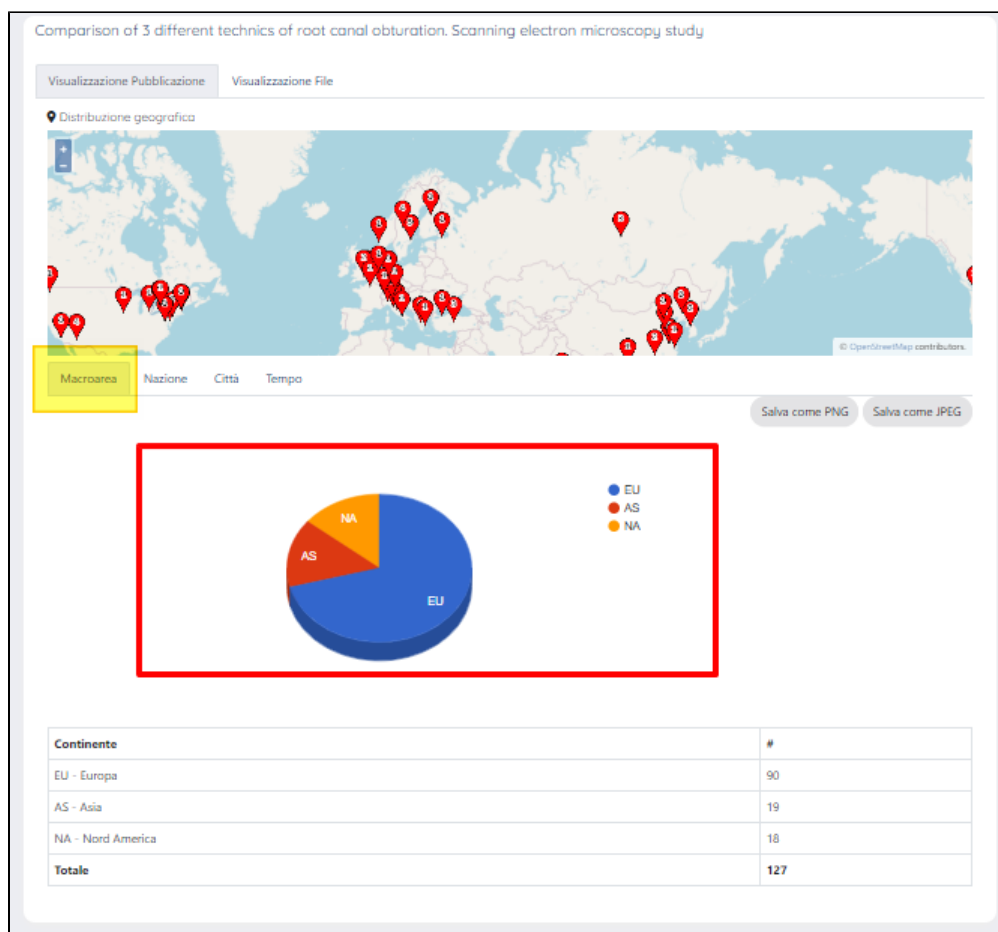 Comparison of 3 different technics of root canal obturation. Scanning electron microscopy study
Visualizzazione Pubblicazione Visualizzazione File
Distribuzione geografica
+
−
© OpenStreetMap contributors.
Macroarea Nazione Città Tempo
Salva come PNG Salva come JPEG
EU
AS
NA
NA
AS
EU
Continente #
EU - Europa 90
AS - Asia 19
NA - Nord America 18
Totale 127